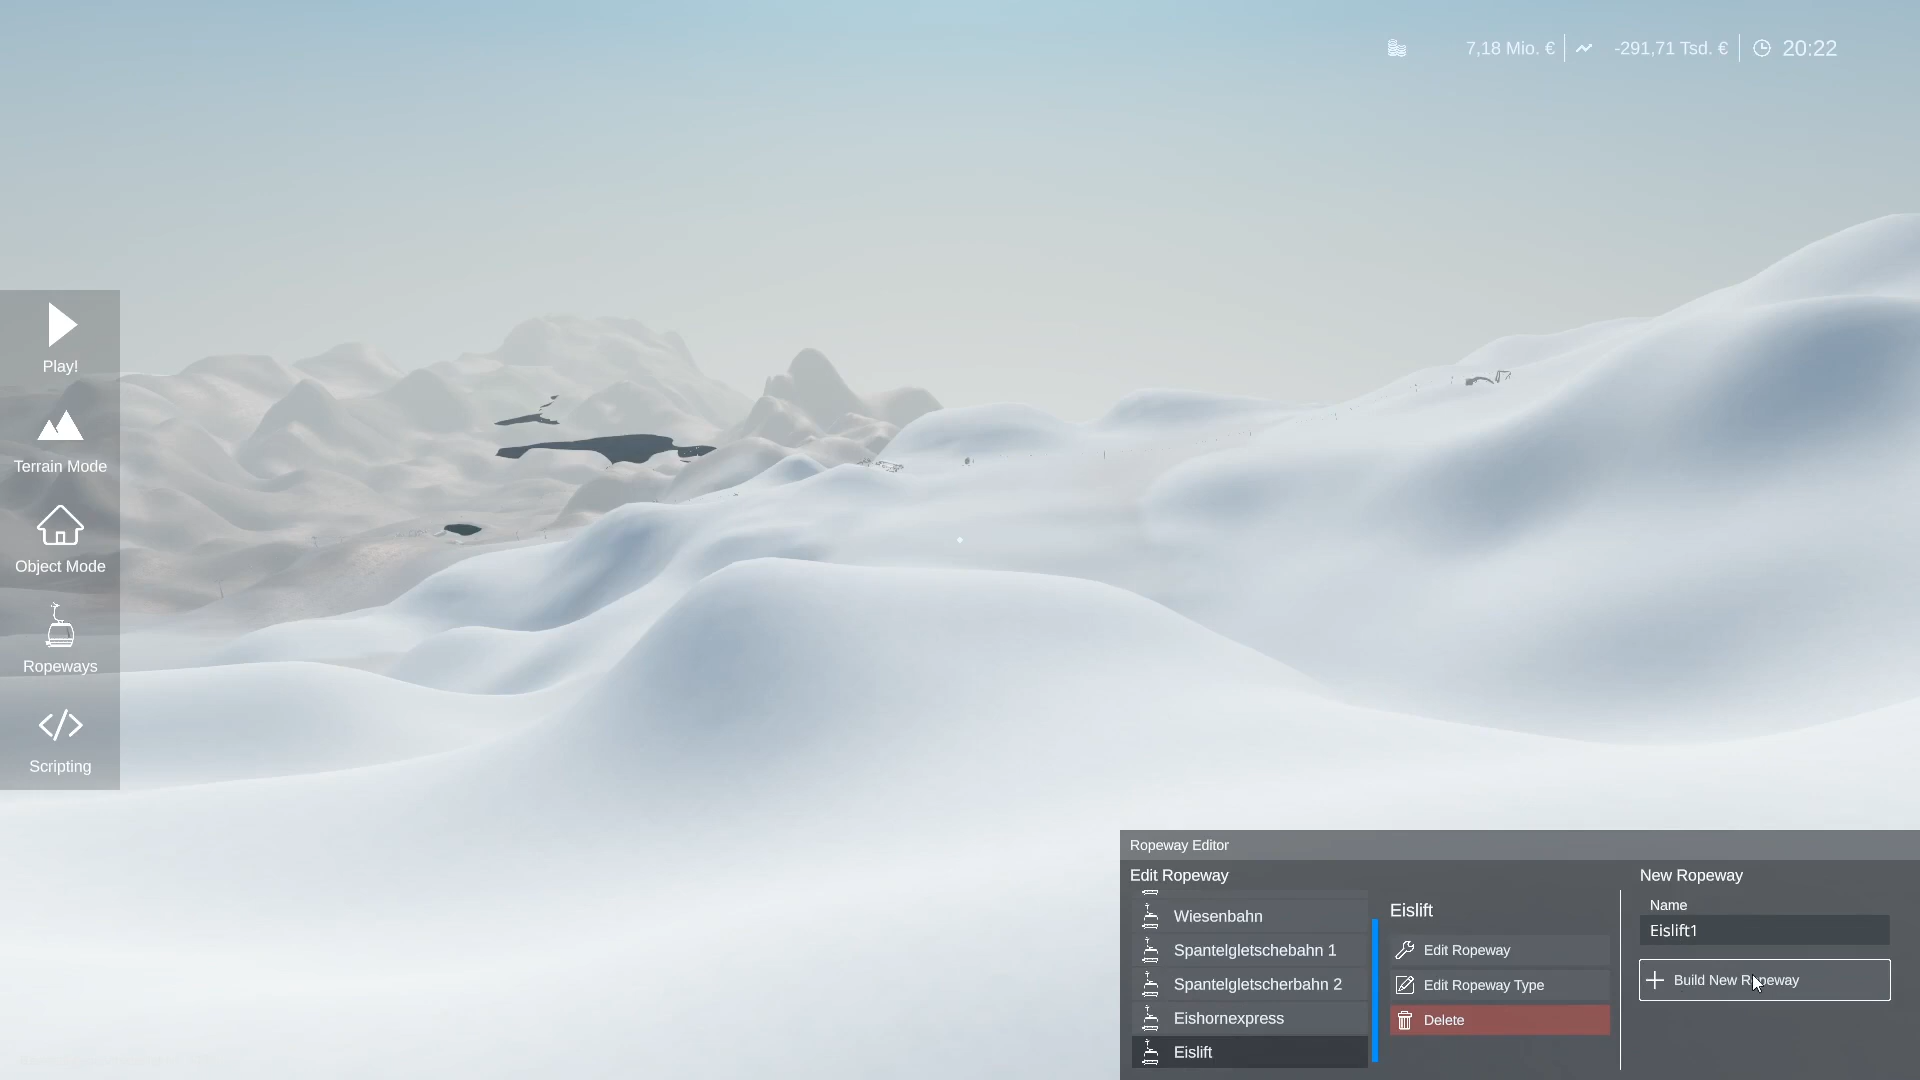 7,18 Mio. €
-291,71 Tsd. €
20:22
Play!
Terrain Mode
Object Mode
Ropeways
Scripting
Ropeway Editor
Edit Ropeway
Wiesenbahn
Spantelgletschebahn 1
Spantelgletscherbahn 2
Eishornexpress
Eislift
Eislift
Edit Ropeway
Edit Ropeway Type
Delete
New Ropeway
Name
Eislift1
Build New Ropeway